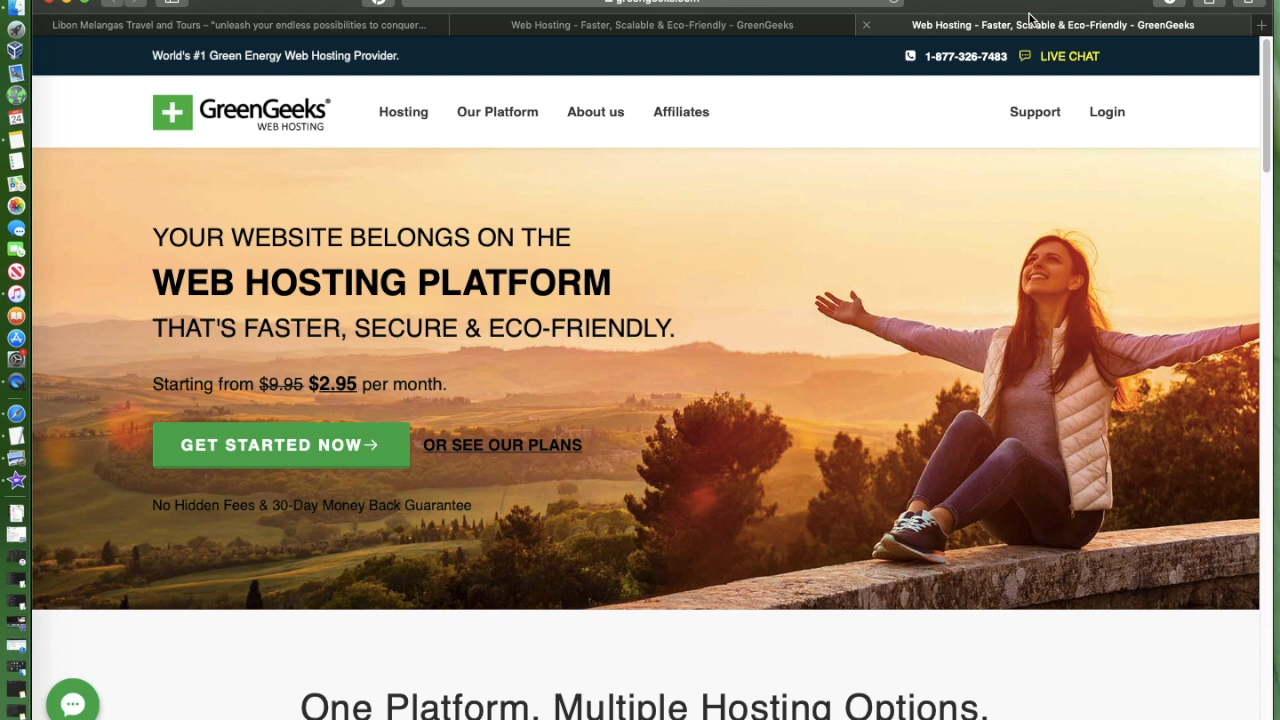 Libon Melangas Travel and Tours – "unleash your endless possibilities to conquer...
Web Hosting - Faster, Scalable & Eco-Friendly - GreenGeeks
Web Hosting - Faster, Scalable & Eco-Friendly - GreenGeeks
World's #1 Green Energy Web Hosting Provider.
1-877-326-7483
LIVE CHAT
GreenGeeks®
WEB HOSTING
Hosting
Our Platform
About us
Affiliates
Support
Login
YOUR WEBSITE BELONGS ON THE
WEB HOSTING PLATFORM
THAT'S FASTER, SECURE & ECO-FRIENDLY.
Starting from $9.95 $2.95 per month.
GET STARTED NOW→
OR SEE OUR PLANS
No Hidden Fees & 30-Day Money Back Guarantee
One Platform. Multiple Hosting Options.
24